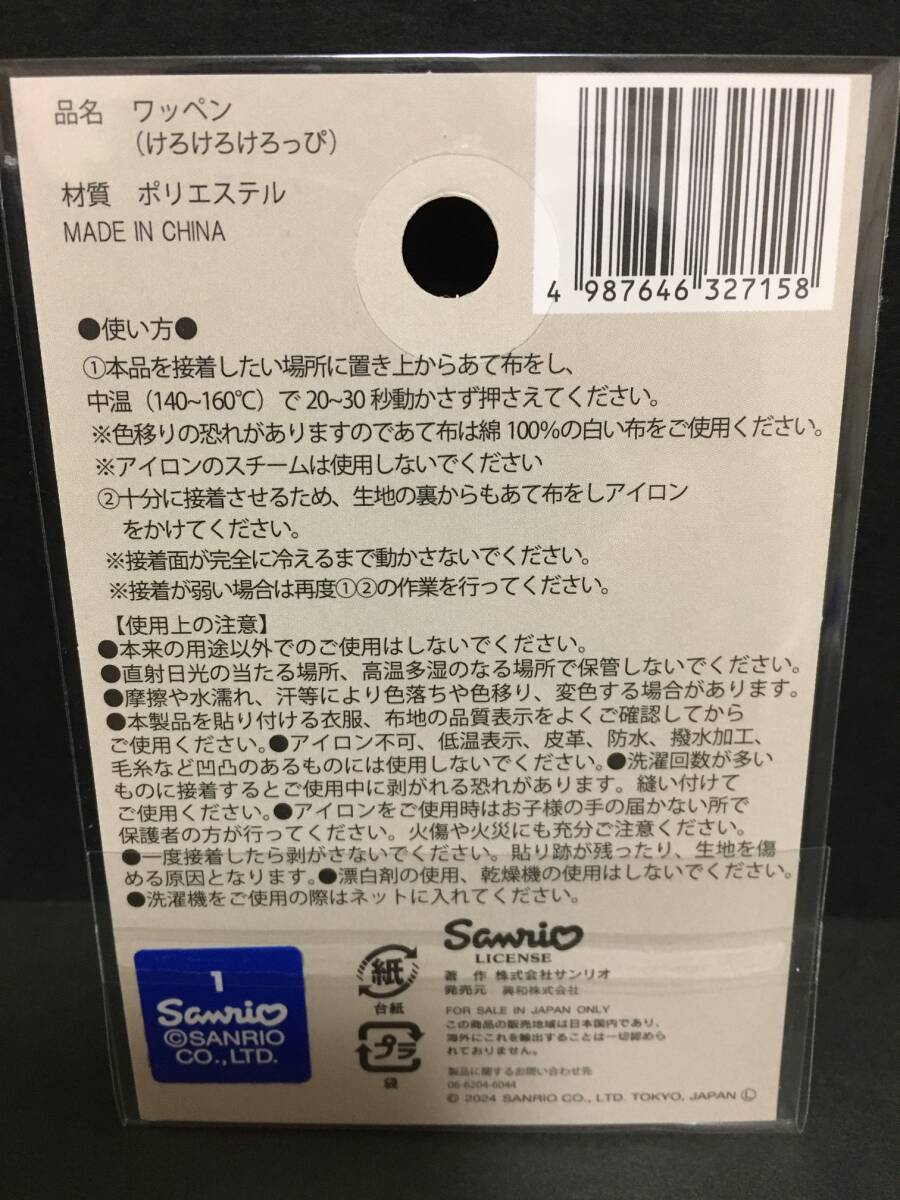 品名　ワッペン
（けろけろけろっぴ）
材質　ポリエステル
MADE IN CHINA
4 987646 327158
●使い方●
①本品を接着したい場所に置き上からあて布をし、
中温（140~160℃）で20~30秒動かさず押さえてください。
※色移りの恐れがありますのであて布は綿100%の白い布をご使用ください。
※アイロンのスチームは使用しないでください
②十分に接着させるため、生地の裏からもあて布をしアイロン
をかけてください。
※接着面が完全に冷えるまで動かさないでください。
※接着が弱い場合は再度①②の作業を行ってください。
【使用上の注意】
●本来の用途以外でのご使用はしないでください。
●直射日光の当たる場所、高温多湿のなる場所で保管しないでください。
●摩擦や水濡れ、汗等により色落ちや色移り、変色する場合があります。
●本製品を貼り付ける衣服、布地の品質表示をよくご確認してから
ご使用ください。●アイロン不可、低温表示、皮革、防水、撥水加工、
毛糸など凹凸のあるものには使用しないでください。●洗濯回数が多い
ものに接着するとご使用中に剥がれる恐れがあります。縫い付けて
ご使用ください。●アイロンをご使用時はお子様の手の届かない所で
保護者の方が行ってください。火傷や火災にも充分ご注意ください。
●一度接着したら剥がさないでください。貼り跡が残ったり、生地を傷
める原因となります。●漂白剤の使用、乾燥機の使用はしないでください。
●洗濯機をご使用の際はネットに入れてください。
1
Sanrio
©SANRIO
CO.,LTD.
紙
台紙
プラ
袋
Sanrio
LICENSE
著　作　株式会社サンリオ
発売元　興和株式会社
FOR SALE IN JAPAN ONLY
この商品の販売地域は日本国内であり、
海外にこれを輸出することは一切認めら
れておりません。
製品に関するお問い合わせ先
06-6204-6044
© 2024 SANRIO CO., LTD. TOKYO, JAPAN Ⓛ